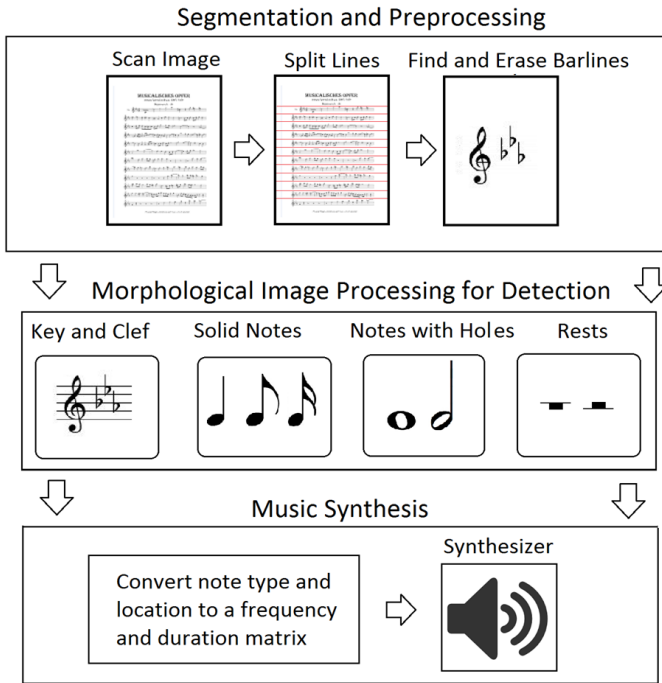 Segmentation and Preprocessing
Scan Image
Split Lines
Find and Erase Barlines
MUSICALISCHES OPFER
Morphological Image Processing for Detection
Key and Clef
Solid Notes
Notes with Holes
Rests
Music Synthesis
Convert note type and
location to a frequency
and duration matrix
Synthesizer